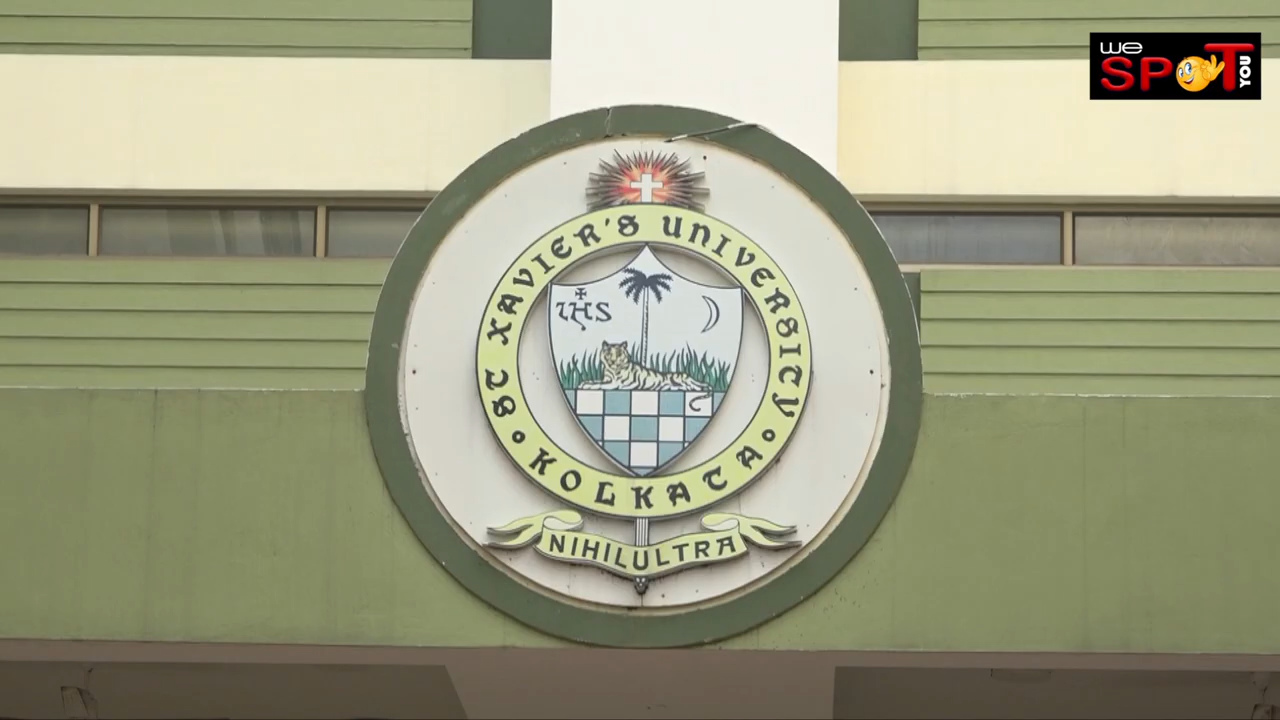 we
SPOT
YOU
ST XAVIER'S UNIVERSITY
IHS
KOLKATA
NIHILULTRA